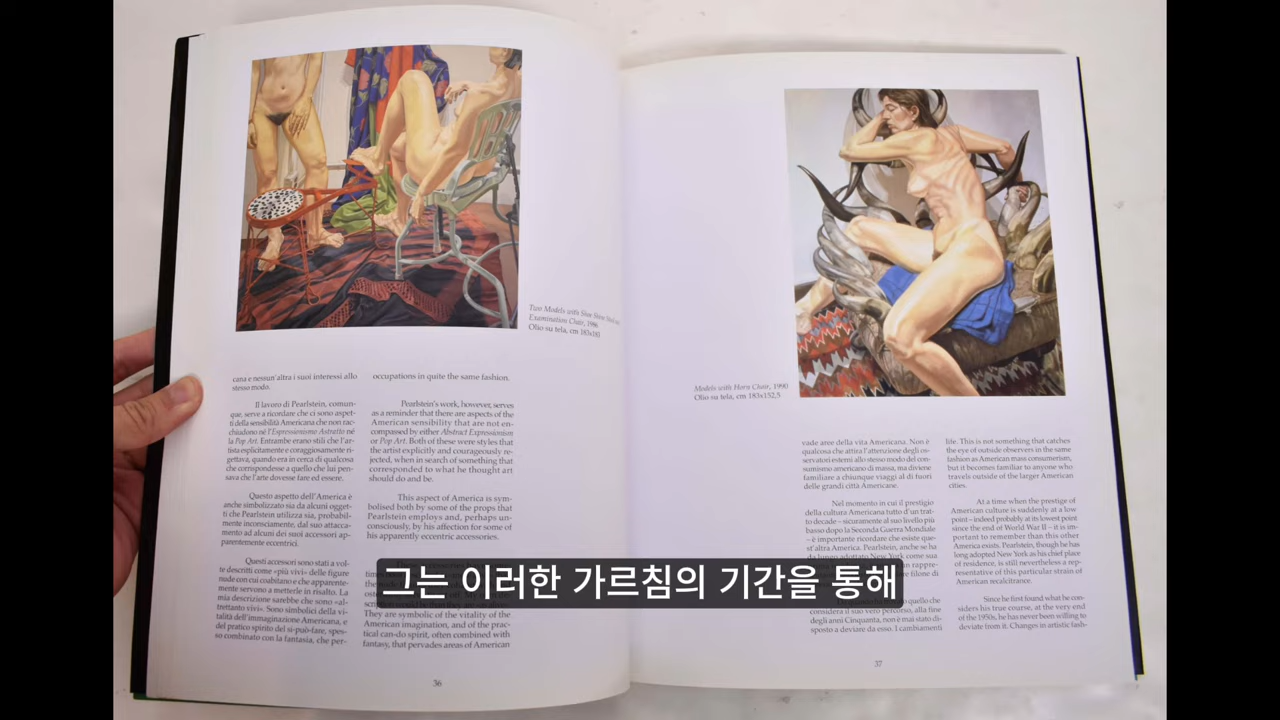 Two Models with Shoe Shine Stool and
Examination Chair, 1986
Olio su tela, cm 183x183
cana e nessun'altra i suoi interessi allo
stesso modo.
Il lavoro di Pearlstein, comun-
que, serve a ricordare che ci sono aspet-
ti della sensibilità Americana che non rac-
chiudono nè l'Espressionismo Astratto nè
la Pop Art. Entrambe erano stili che l'ar-
tista esplicitamente e coraggiosamente ri-
gettava, quando era in cerca di qualcosa
che corrispondesse a quello che lui pen-
sava che l'arte dovesse fare ed essere.
Questo aspetto dell'America è
anche simbolizzato sia da alcuni ogget-
ti che Pearlstein utilizza sia, probabil-
mente inconsciamente, dal suo attacca-
mento ad alcuni dei suoi accessori ap-
parentemente eccentrici.
Questi accessori sono stati a vol-
te descritti come «più vivi» delle figure
nude con cui coabitano e che apparente-
mente servono a metterle in risalto. La
mia descrizione sarebbe che sono «al-
trettanto vivi». Sono simbolici della vi-
talità dell'immaginazione Americana, e
del pratico spirito del si-può-fare, spes-
so combinato con la fantasia, che per-
occupations in quite the same fashion.
Pearlstein's work, however, serves
as a reminder that there are aspects of the
American sensibility that are not en-
compassed by either Abstract Expressionism
or Pop Art. Both of these were styles that
the artist explicitly and courageously re-
jected, when in search of something that
corresponded to what he thought art
should do and be.
This aspect of America is sym-
bolised both by some of the props that
Pearlstein employs and, perhaps un-
consciously, by his affection for some of
his apparently eccentric accessories.
They are symbolic of the vitality of the
American imagination, and of the prac-
tical can-do spirit, often combined with
fantasy, that pervades areas of American
36
Models with Horn Chair, 1990
Olio su tela, cm 183x152,5
vade aree della vita Americana. Non è
qualcosa che attira l'attenzione degli os-
servatori esterni allo stesso modo del con-
sumismo americano di massa, ma diviene
familiare a chiunque viaggi al di fuori
delle grandi città Americane.
Nel momento in cui il prestigio
della cultura Americana tutto d'un trat-
to decade – sicuramente al suo livello più
basso dopo la Seconda Guerra Mondiale
– è importante ricordare che esiste que-
st'altra America. Pearlstein, anche se ha
da lungo adottato New York come sua
considera il suo vero percorso, alla fine
degli anni Cinquanta, non è mai stato di-
sposto a deviare da esso. I cambiamenti
life. This is not something that catches
the eye of outside observers in the same
fashion as American mass consumerism,
but it becomes familiar to anyone who
travels outside of the larger American
cities.
At a time when the prestige of
American culture is suddenly at a low
point – indeed probably at its lowest point
since the end of World War II – it is im-
portant to remember than this other
America exists. Pearlstein, though he has
long adopted New York as his chief place
of residence, is still nevertheless a rep-
resentative of this particular strain of
American recalcitrance.
Since he first found what he con-
siders his true course, at the very end
of the 1950s, he has never been willing to
deviate from it. Changes in artistic fash-
37
그는 이러한 가르침의 기간을 통해